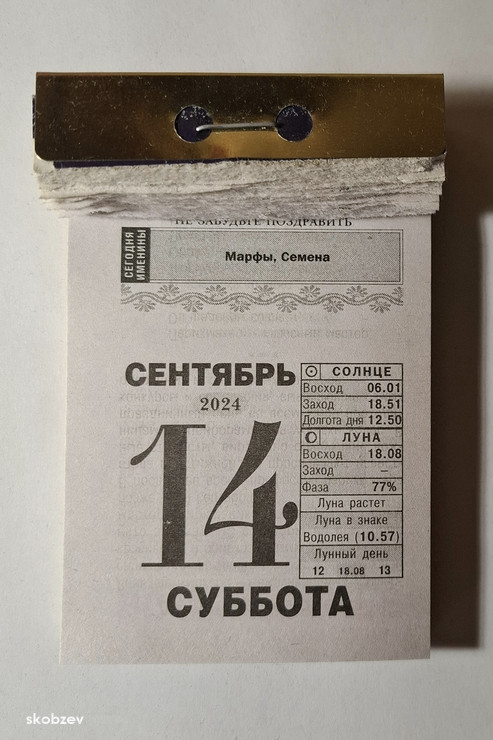 НЕ ЗАБУДЬТЕ ПОЗДРАВИТЬ
СЕГОДНЯ
ИМЕНИНЫ
Марфы, Семена
СЕНТЯБРЬ
2024
14
СУББОТА
СОЛНЦЕ
Восход 06.01
Заход 18.51
Долгота дня 12.50
ЛУНА
Восход 18.08
Заход –
Фаза 77%
Луна растет
Луна в знаке
Водолея (10.57)
Лунный день
12 18.08 13
skobzev